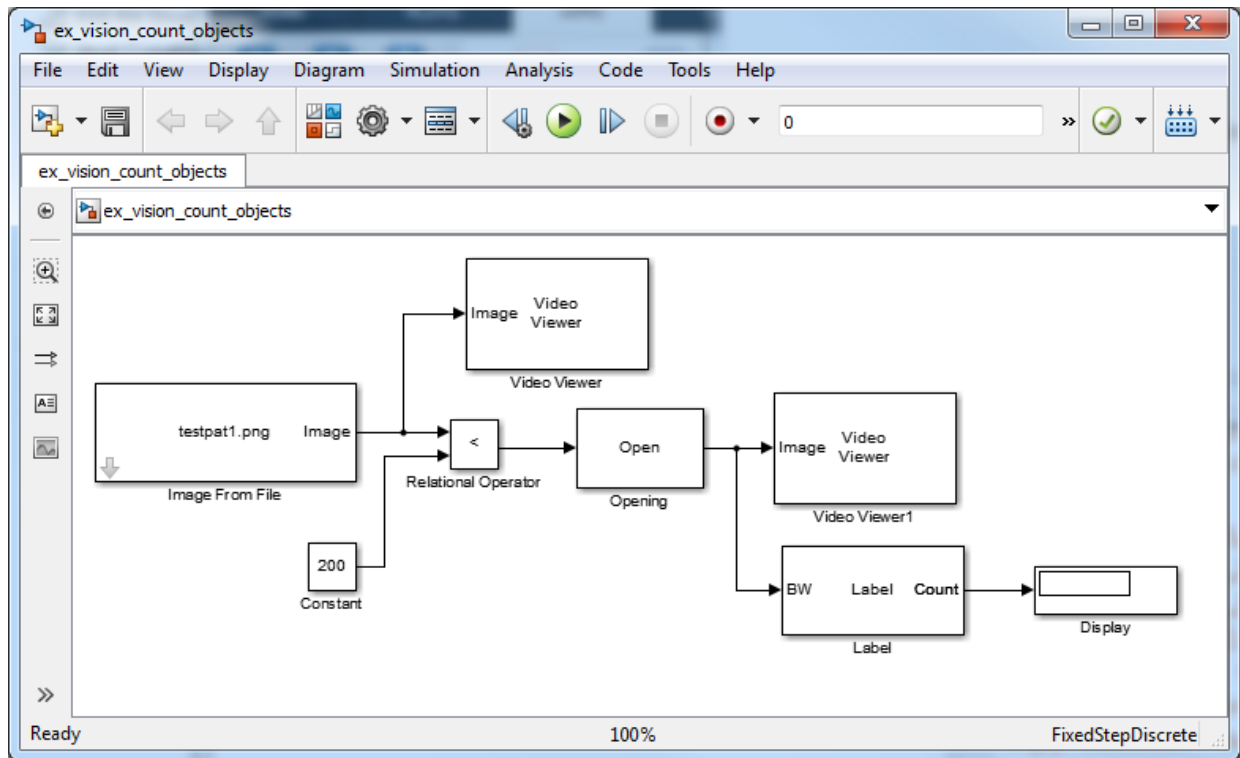 ex_vision_count_objects
File Edit View Display Diagram Simulation Analysis Code Tools Help
0
»
ex_vision_count_objects
ex_vision_count_objects
Image Video
Viewer
Video Viewer
testpat1.png Image
Image From File
<
Relational Operator
Open
Opening
Image Video
Viewer
Video Viewer1
200
Constant
BW Label Count
Label
Display
»
Ready 100% FixedStepDiscrete